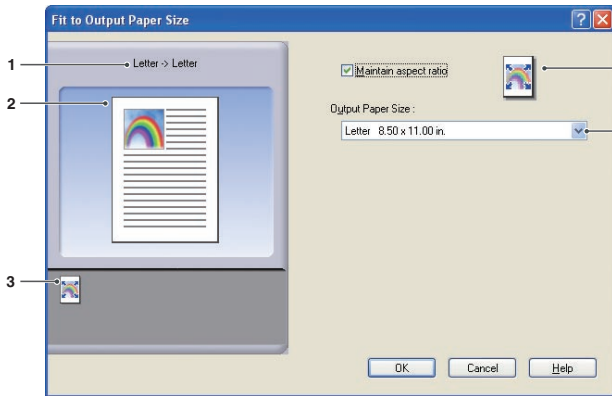 Fit to Output Paper Size
1
Letter -> Letter
2
3
Maintain aspect ratio
Output Paper Size :
Letter 8.50 x 11.00 in.
OK
Cancel
Help